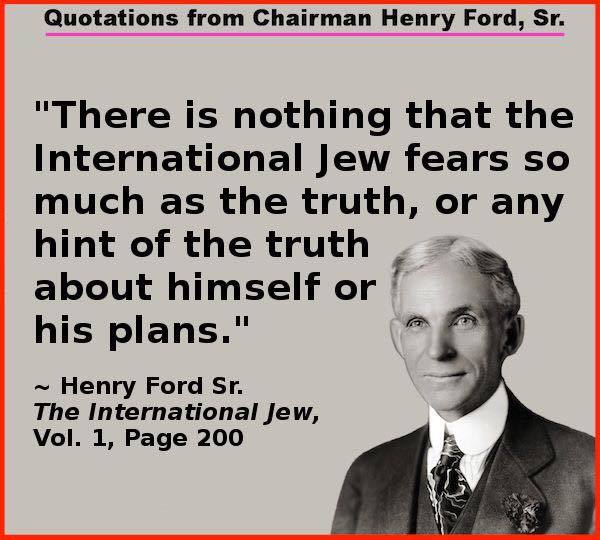 Quotations from Chairman Henry Ford, Sr.
"There is nothing that the
International Jew fears so
much as the truth, or any
hint of the truth
about himself or
his plans."
~ Henry Ford Sr.
The International Jew,
Vol. 1, Page 200